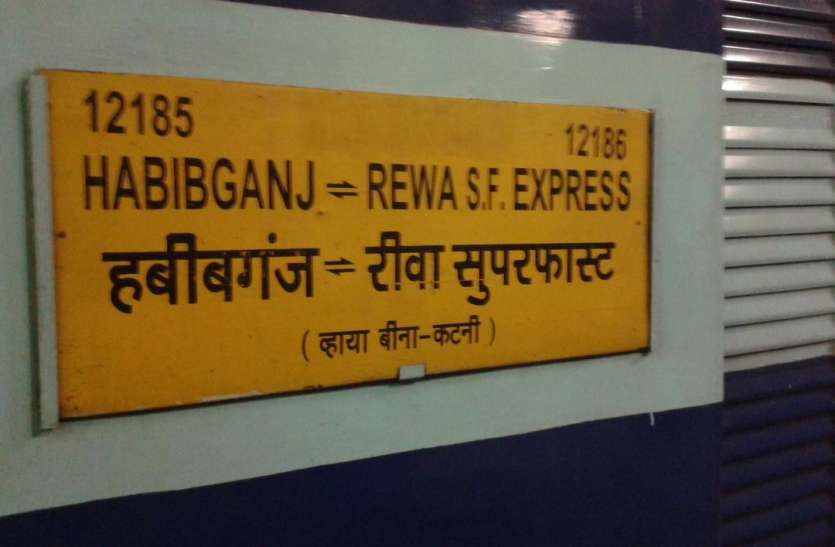 12185 12186
HABIBGANJ ⇌ REWA S.F. EXPRESS
हबीबगंज ⇌ रीवा सुपरफास्ट
( व्हाया बीना-कटनी )